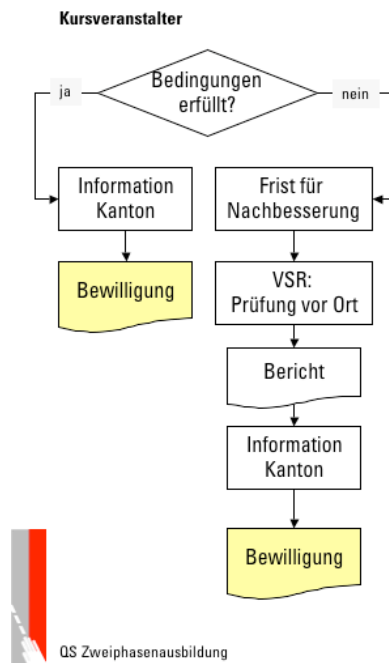 Kursveranstalter
Bedingungen
erfüllt?
ja
nein
Information
Kanton
Bewilligung
Frist für
Nachbesserung
VSR:
Prüfung vor Ort
Bericht
Information
Kanton
Bewilligung
QS Zweiphasenausbildung